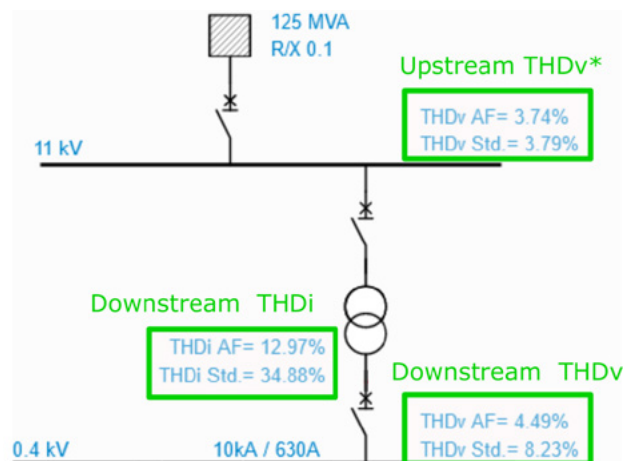 125 MVA
R/X 0.1
Upstream THDv*
THDv AF= 3.74%
THDv Std.= 3.79%
11 kV
Downstream THDi
THDi AF= 12.97%
THDi Std.= 34.88%
Downstream THDv
THDv AF= 4.49%
THDv Std.= 8.23%
0.4 kV
10kA / 630A